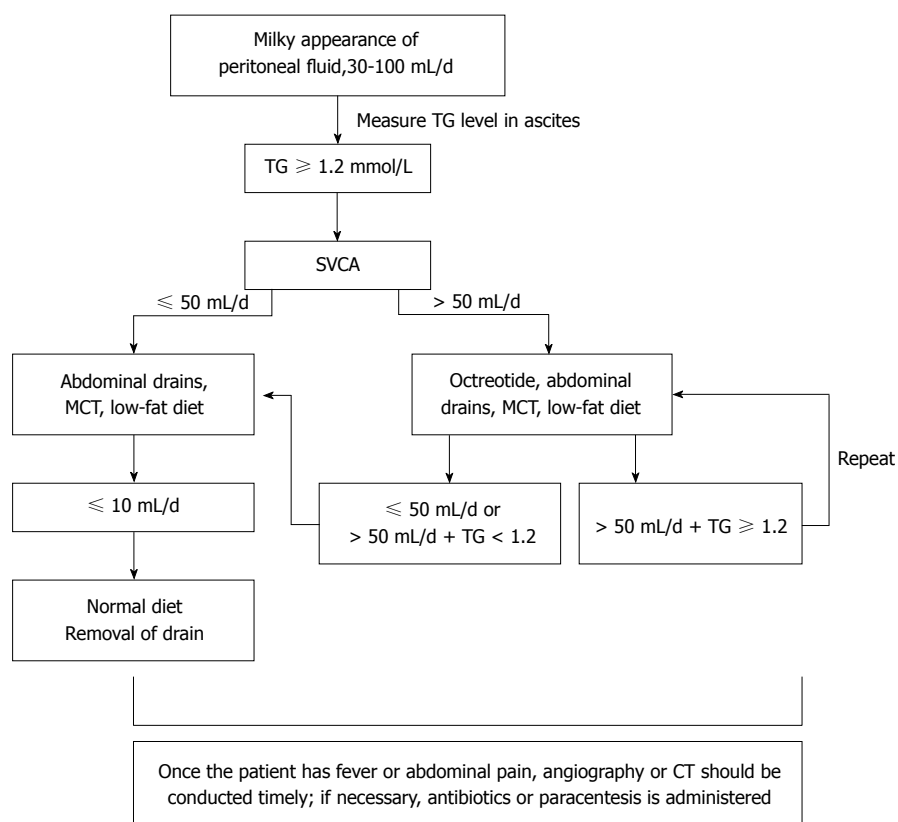 Milky appearance of
peritoneal fluid,30-100 mL/d
Measure TG level in ascites
TG ≥ 1.2 mmol/L
SVCA
≤ 50 mL/d
> 50 mL/d
Abdominal drains,
MCT, low-fat diet
Octreotide, abdominal
drains, MCT, low-fat diet
Repeat
≤ 10 mL/d
≤ 50 mL/d or
> 50 mL/d + TG < 1.2
> 50 mL/d + TG ≥ 1.2
Normal diet
Removal of drain
Once the patient has fever or abdominal pain, angiography or CT should be
conducted timely; if necessary, antibiotics or paracentesis is administered